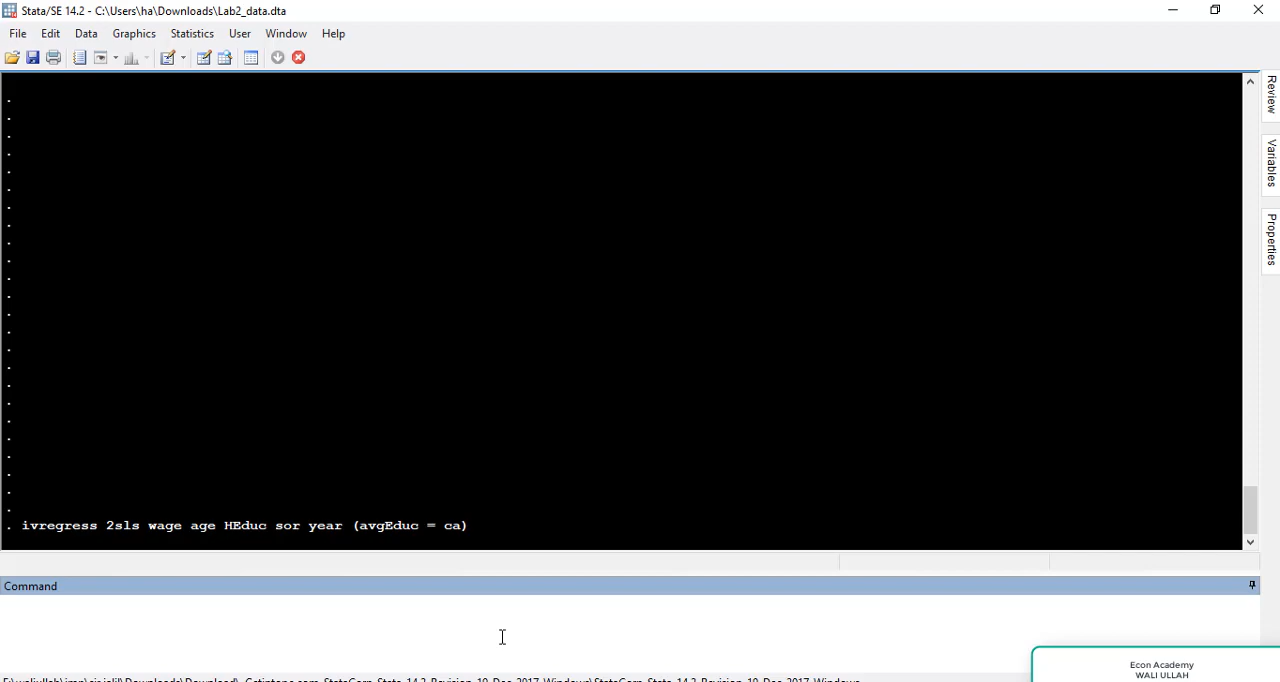 Stata/SE 14.2 - C:\Users\ha\Downloads\Lab2_data.dta
File Edit Data Graphics Statistics User Window Help
Review
Variables
Properties
. ivregress 2sls wage age HEduc sor year (avgEduc = ca)
Command
Econ Academy
WALI ULLAH